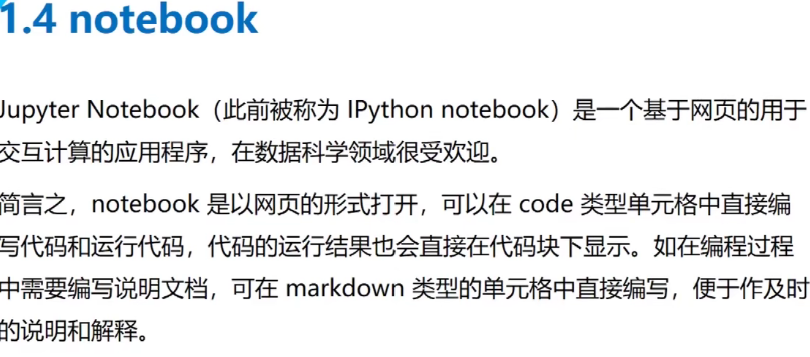 1.4 notebook
Jupyter Notebook（此前被称为 IPython notebook）是一个基于网页的用于
交互计算的应用程序，在数据科学领域很受欢迎。
简言之，notebook 是以网页的形式打开，可以在 code 类型单元格中直接编
写代码和运行代码，代码的运行结果也会直接在代码块下显示。如在编程过程
中需要编写说明文档，可在 markdown 类型的单元格中直接编写，便于作及时
的说明和解释。